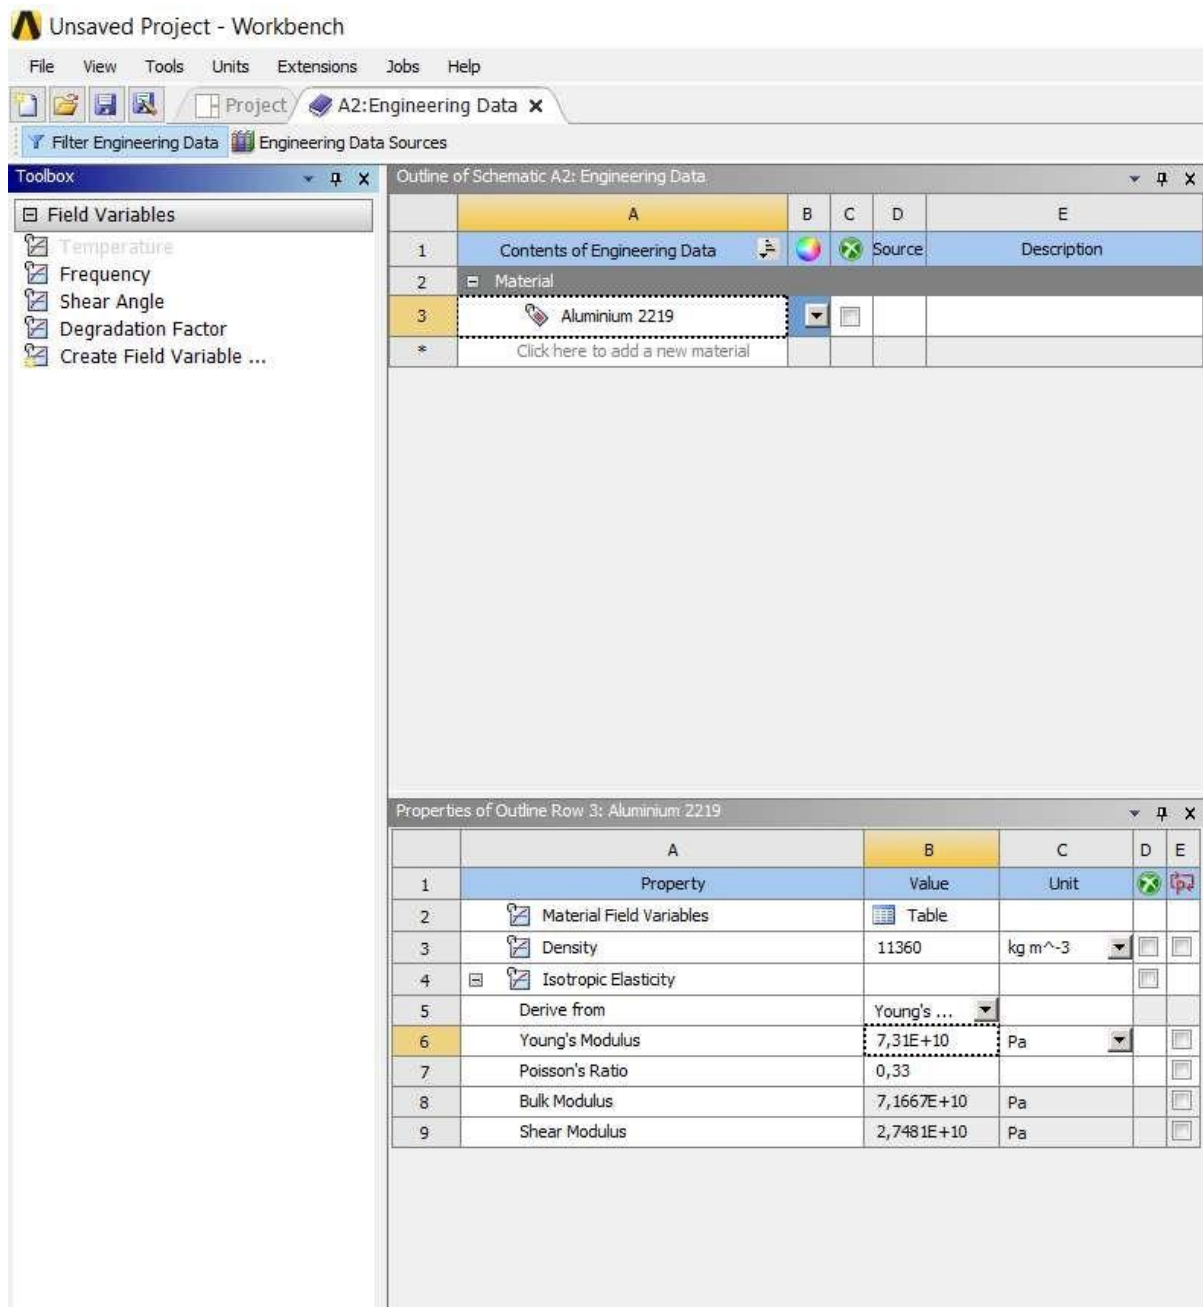 Unsaved Project - Workbench
File View Tools Units Extensions Jobs Help
Project A2:Engineering Data
Filter Engineering Data Engineering Data Sources
Toolbox
Field Variables
Temperature
Frequency
Shear Angle
Degradation Factor
Create Field Variable ...
Outline of Schematic A2: Engineering Data
A B C D E
1 Contents of Engineering Data Source Description
2 Material
3 Aluminium 2219
* Click here to add a new material
Properties of Outline Row 3: Aluminium 2219
A B C D E
1 Property Value Unit
2 Material Field Variables Table
3 Density 11360 kg m^-3
4 Isotropic Elasticity
5 Derive from Young's ...
6 Young's Modulus 7,31E+10 Pa
7 Poisson's Ratio 0,33
8 Bulk Modulus 7,1667E+10 Pa
9 Shear Modulus 2,7481E+10 Pa